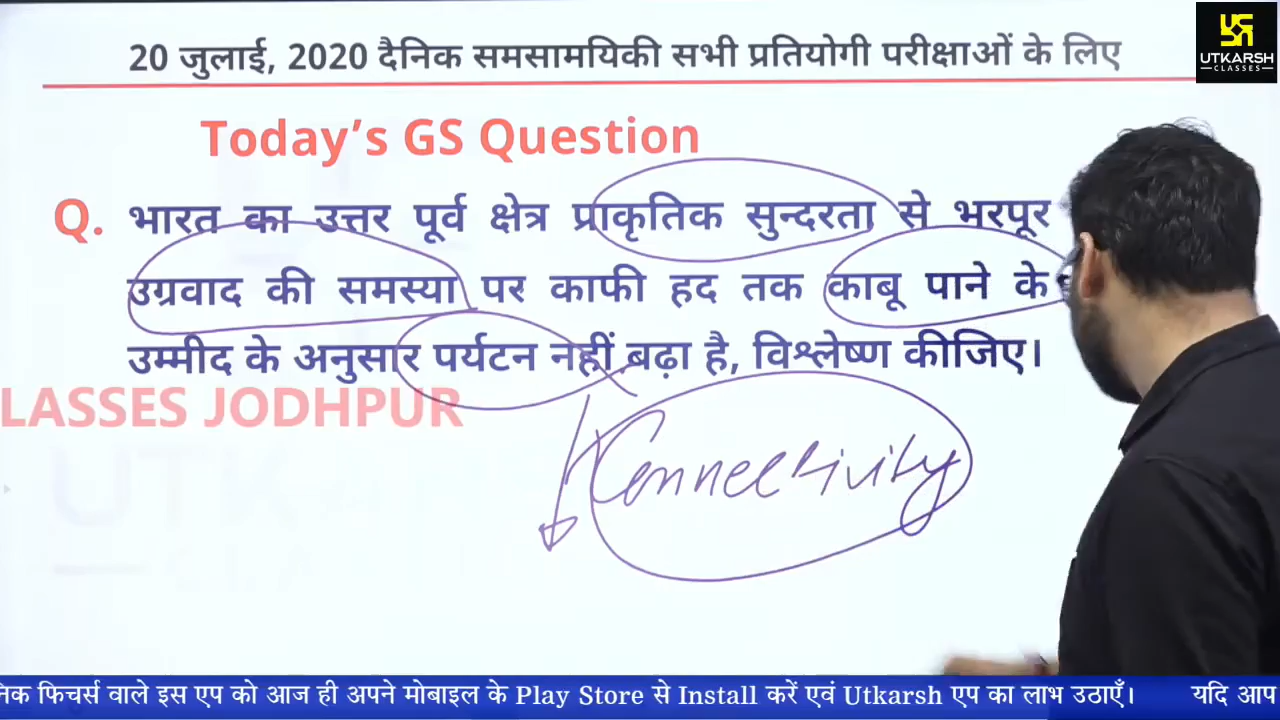 20 जुलाई, 2020 दैनिक समसामयिकी सभी प्रतियोगी परीक्षाओं के लिए
UTKARSH
CLASSES
Today's GS Question
Q. भारत का उत्तर पूर्व क्षेत्र प्राकृतिक सुन्दरता से भरपूर
उग्रवाद की समस्या पर काफी हद तक काबू पाने के
उम्मीद के अनुसार पर्यटन नहीं बढ़ा है, विश्लेष्ण कीजिए।
LASSES JODHPUR
Connectivity
फिचर्स वाले इस एप को आज ही अपने मोबाइल के Play Store से Install करें एवं Utkarsh एप का लाभ उठाएँ। यदि आप